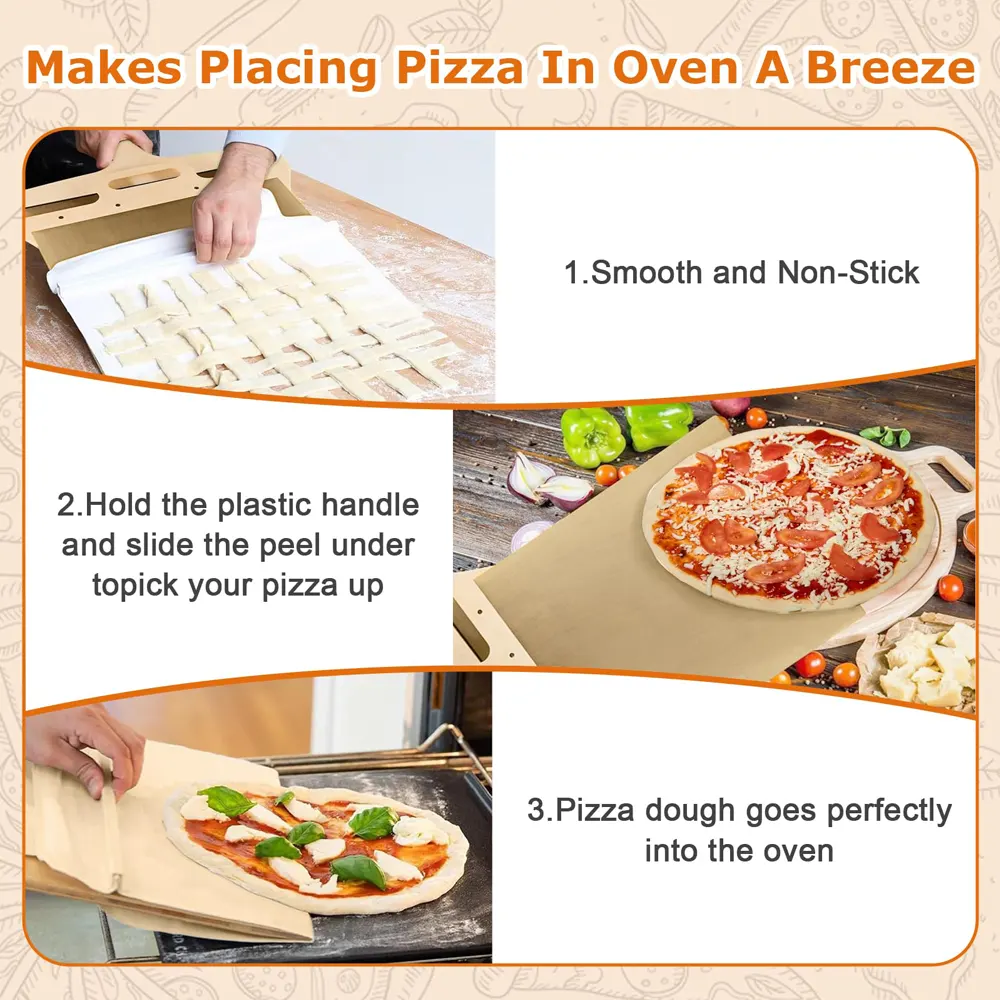 Makes Placing Pizza In Oven A Breeze
1.Smooth and Non-Stick
2.Hold the plastic handle
and slide the peel under
topick your pizza up
3.Pizza dough goes perfectly
into the oven